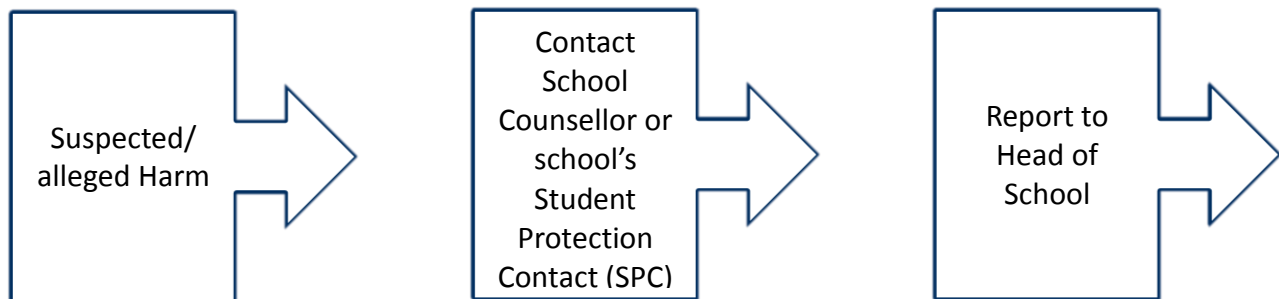 Suspected/
alleged Harm
Contact
School
Counsellor or
school’s
Student
Protection
Contact (SPC)
Report to
Head of
School